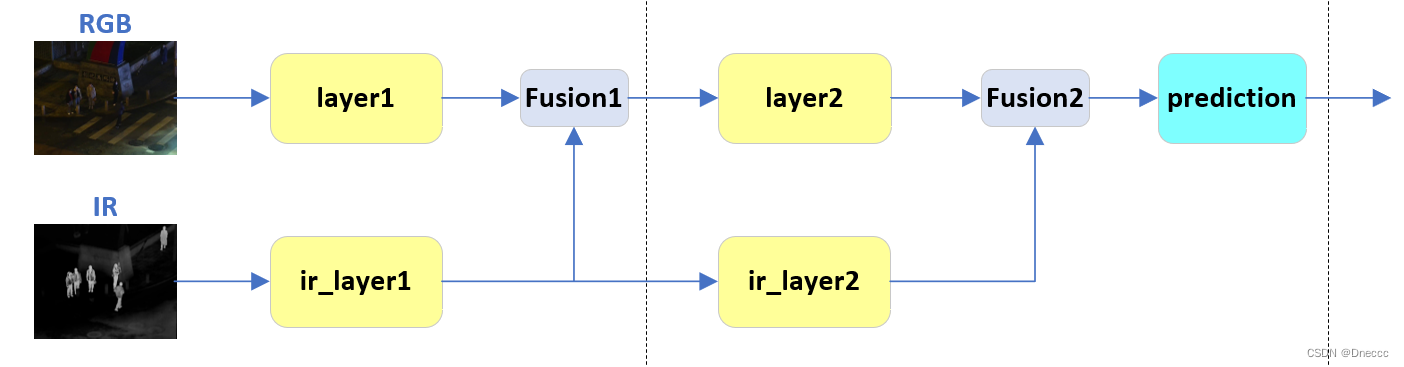 RGB
layer1
Fusion1
layer2
Fusion2
prediction
IR
ir_layer1
ir_layer2
CSDN @Dneccc